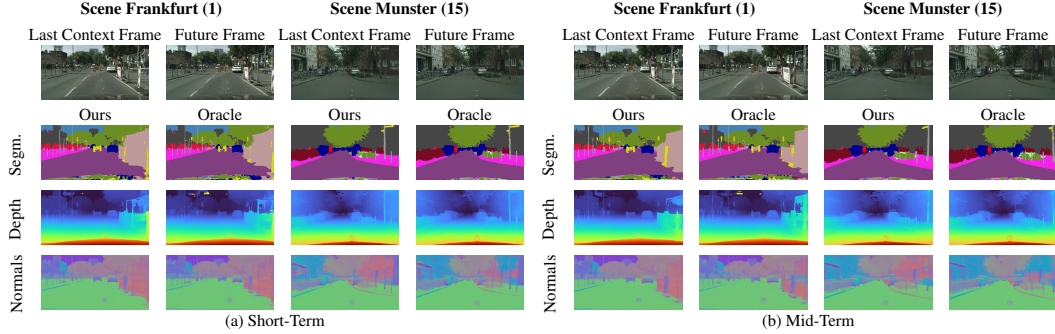 Scene Frankfurt (1) Scene Munster (15)
Last Context Frame Future Frame Last Context Frame Future Frame
Ours Oracle Ours Oracle
Segm.
Depth
Normals
(a) Short-Term
Scene Frankfurt (1) Scene Munster (15)
Last Context Frame Future Frame Last Context Frame Future Frame
Ours Oracle Ours Oracle
Segm.
Depth
Normals
(b) Mid-Term